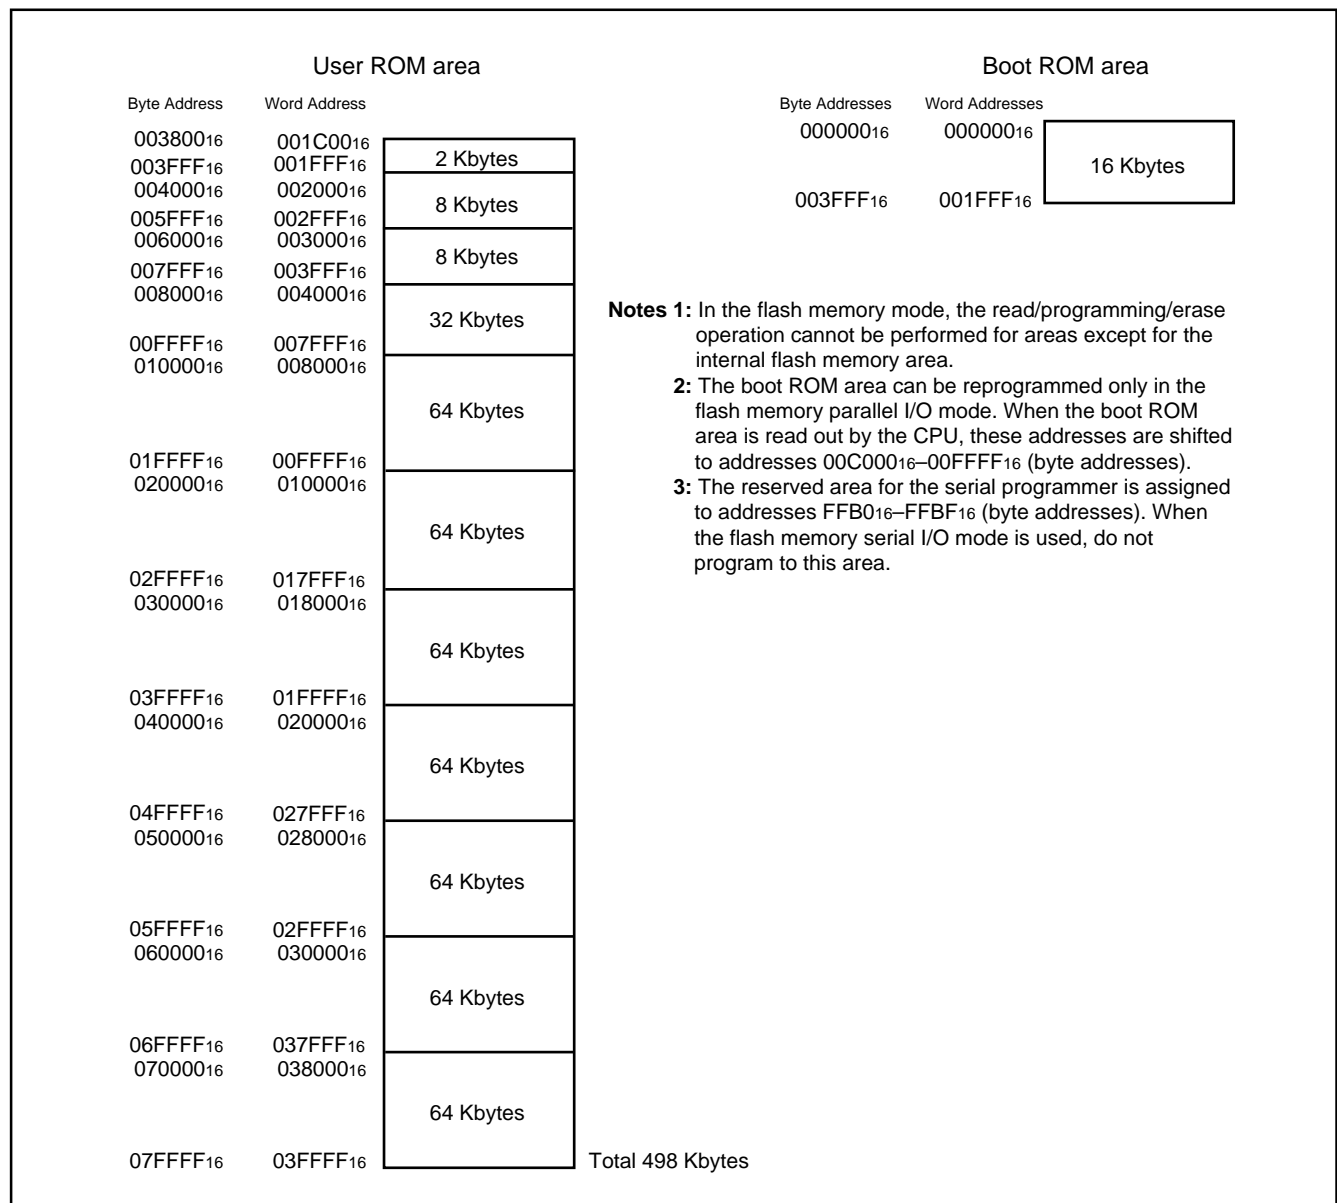 User ROM area
Boot ROM area
Byte Address Word Address
Byte Addresses Word Addresses
003800₁₆ 001C00₁₆
003FFF₁₆ 001FFF₁₆
2 Kbytes
004000₁₆ 002000₁₆
005FFF₁₆ 002FFF₁₆
8 Kbytes
006000₁₆ 003000₁₆
007FFF₁₆ 003FFF₁₆
8 Kbytes
008000₁₆ 004000₁₆
00FFFF₁₆ 007FFF₁₆
32 Kbytes
010000₁₆ 008000₁₆
01FFFF₁₆ 00FFFF₁₆
64 Kbytes
020000₁₆ 010000₁₆
02FFFF₁₆ 017FFF₁₆
64 Kbytes
030000₁₆ 018000₁₆
03FFFF₁₆ 01FFFF₁₆
64 Kbytes
040000₁₆ 020000₁₆
04FFFF₁₆ 027FFF₁₆
64 Kbytes
050000₁₆ 028000₁₆
05FFFF₁₆ 02FFFF₁₆
64 Kbytes
060000₁₆ 030000₁₆
06FFFF₁₆ 037FFF₁₆
64 Kbytes
070000₁₆ 038000₁₆
07FFFF₁₆ 03FFFF₁₆
64 Kbytes
Total 498 Kbytes
000000₁₆ 000000₁₆
16 Kbytes
003FFF₁₆ 001FFF₁₆
Notes 1: In the flash memory mode, the read/programming/erase
operation cannot be performed for areas except for the
internal flash memory area.
2: The boot ROM area can be reprogrammed only in the
flash memory parallel I/O mode. When the boot ROM
area is read out by the CPU, these addresses are shifted
to addresses 00C000₁₆–00FFFF₁₆ (byte addresses).
3: The reserved area for the serial programmer is assigned
to addresses FFB0₁₆–FFBF₁₆ (byte addresses). When
the flash memory serial I/O mode is used, do not
program to this area.